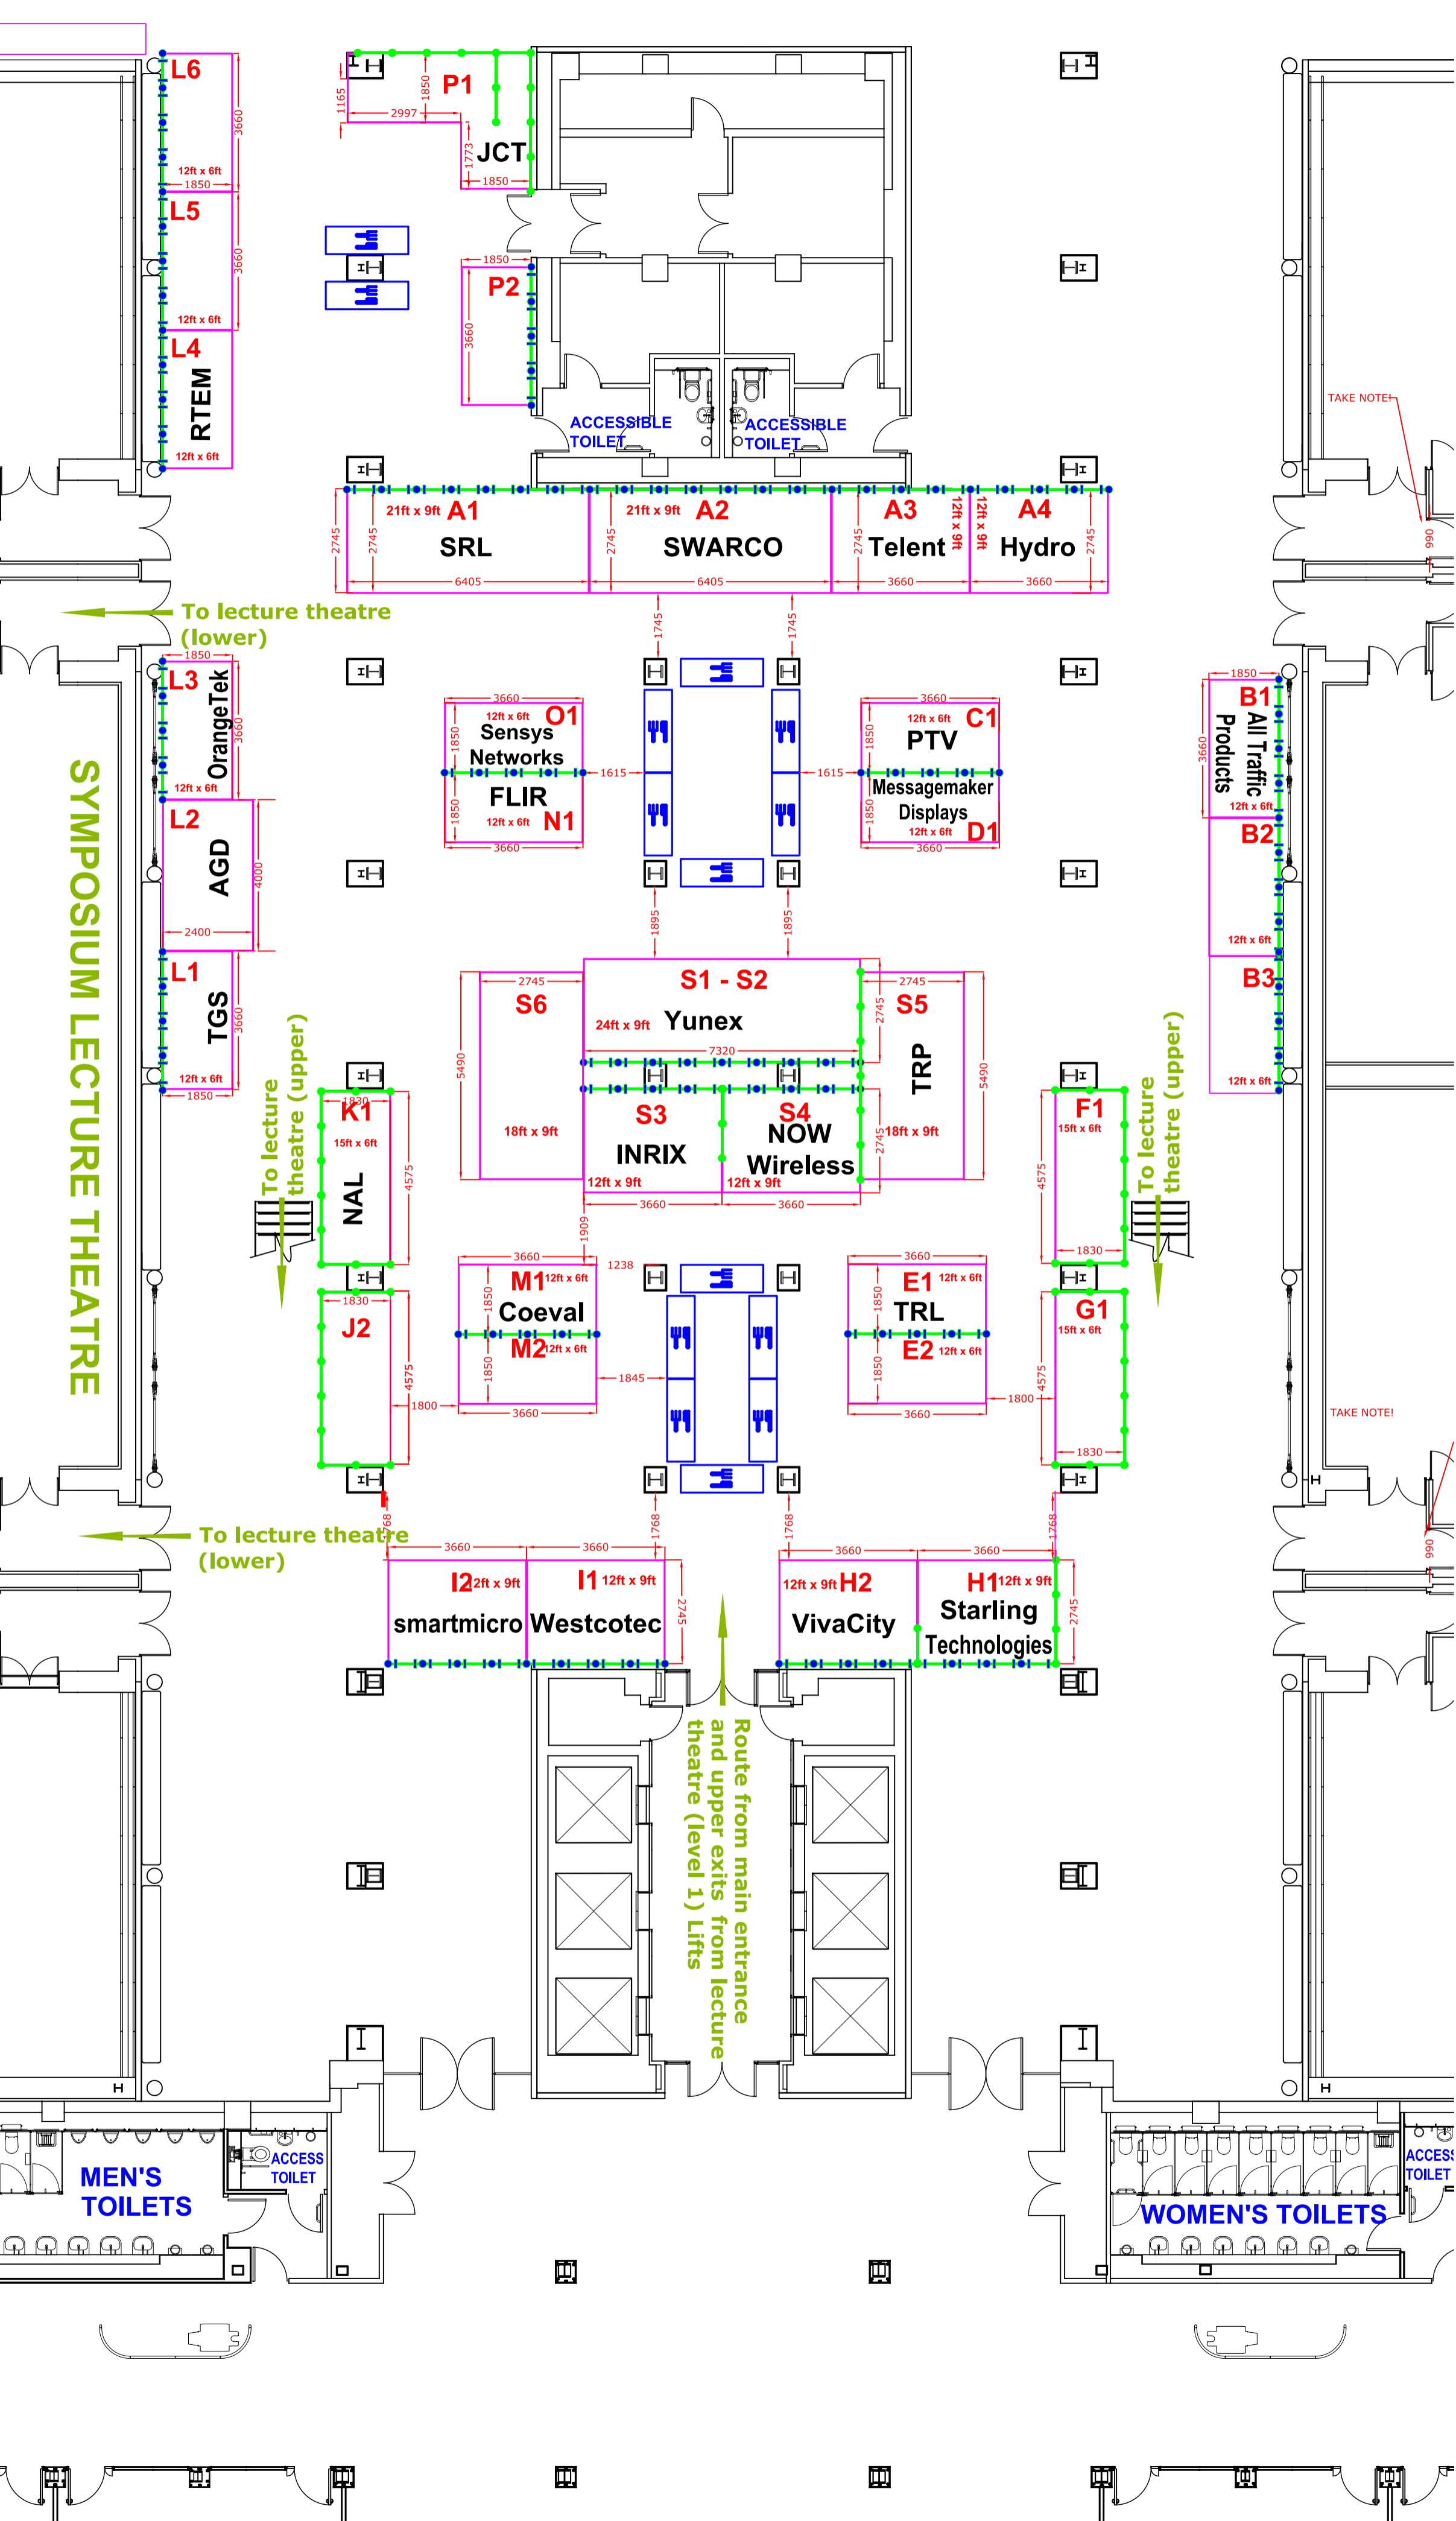 L6
3660
12ft x 6ft
1850
L5
3660
12ft x 6ft
L4
RTEM
12ft x 6ft
P1
1165
1850
2997
1773
JCT
1850
1850
P2
3660
ACCESSIBLE
TOILET
ACCESSIBLE
TOILET
TAKE NOTE!
990
21ft x 9ft A1
SRL
2745
2745
6405
21ft x 9ft A2
SWARCO
2745
6405
A3
Telent
12ft x 9ft
2745
3660
A4
Hydro
12ft x 9ft
2745
3660
To lecture theatre
(lower)
1745
1745
1850
L3
OrangeTek
3660
12ft x 6ft
L2
AGD
4000
2400
L1
TGS
3660
12ft x 6ft
1850
SYMPOSIUM LECTURE THEATRE
3660
12ft x 6ft O1
Sensys
Networks
1850
1615
FLIR
12ft x 6ft N1
1850
3660
3660
12ft x 6ft C1
PTV
1850
1615
Messagemaker
Displays
12ft x 6ft D1
1850
3660
1850
B1
All Traffic
Products
3660
12ft x 6ft
B2
12ft x 6ft
B3
12ft x 6ft
1895
1895
2745
S6
5490
18ft x 9ft
S1 - S2
Yunex
24ft x 9ft
7320
2745
2745
S5
TRP
5490
18ft x 9ft
S3
INRIX
12ft x 9ft
3660
S4
NOW
Wireless
12ft x 9ft
2745
3660
To lecture
theatre (upper)
To lecture
theatre (upper)
1830
K1
15ft x 6ft
NAL
4575
F1
15ft x 6ft
4575
1830
1909
1238
3660
M1 12ft x 6ft
Coeval
1850
M2 12ft x 6ft
1850
3660
1845
1800
1830
J2
4575
3660
E1 12ft x 6ft
TRL
1850
E2 12ft x 6ft
1850
3660
1800
G1
15ft x 6ft
4575
1830
TAKE NOTE!
990
To lecture theatre
(lower)
1768
1768
1768
1768
3660
3660
I2 12ft x 9ft
smartmicro
I1 12ft x 9ft
Westcotec
2745
3660
3660
12ft x 9ft H2
VivaCity
H1 12ft x 9ft
Starling
Technologies
2745
Route from main entrance
and upper exits from lecture
theatre (level 1) Lifts
MEN'S
TOILETS
ACCESS
TOILET
WOMEN'S TOILETS
ACCESS
TOILET